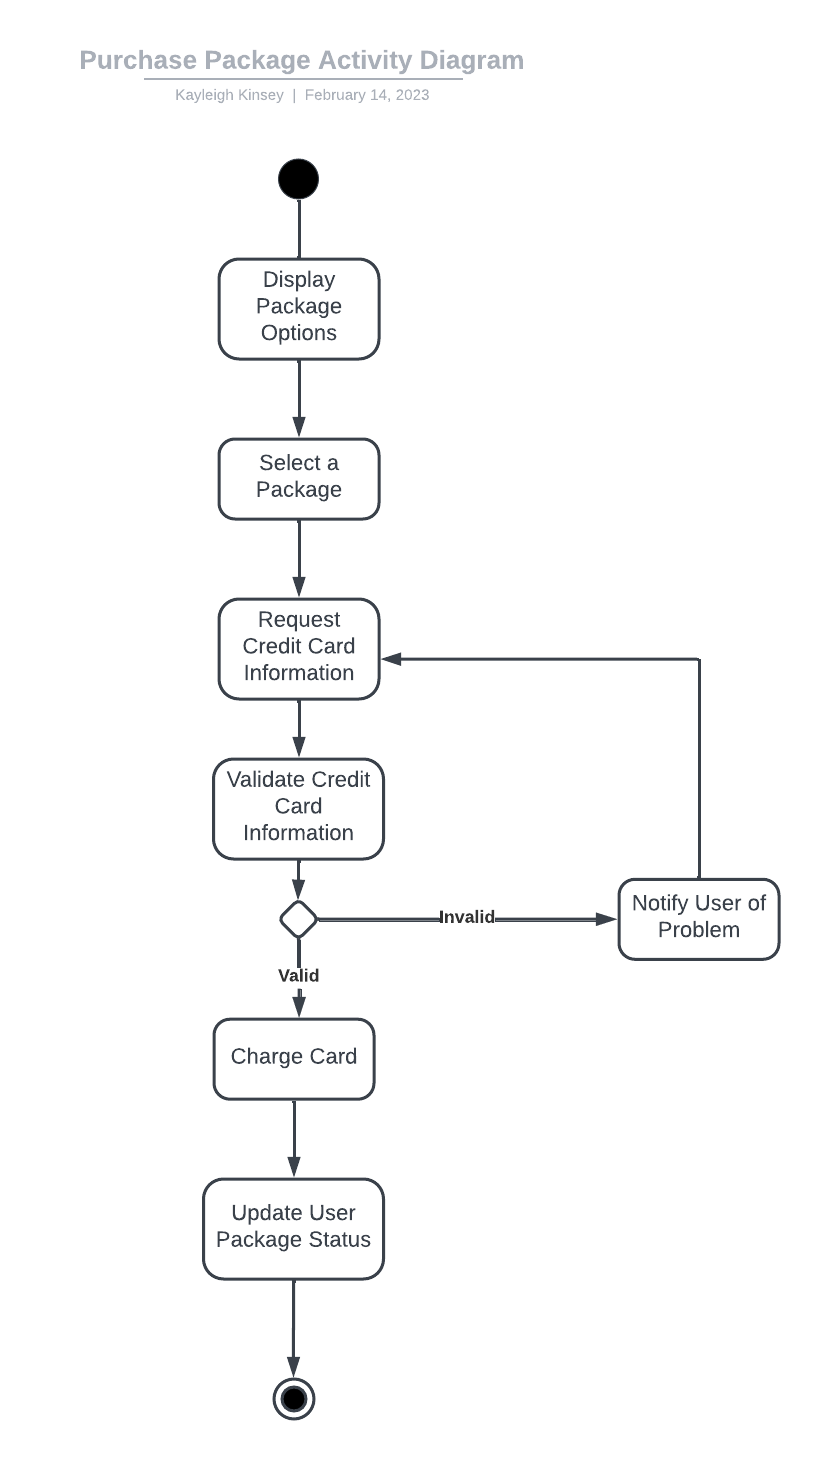 Purchase Package Activity Diagram
Kayleigh Kinsey | February 14, 2023
Display
Package
Options
Select a
Package
Request
Credit Card
Information
Validate Credit
Card
Information
Invalid
Notify User of
Problem
Valid
Charge Card
Update User
Package Status